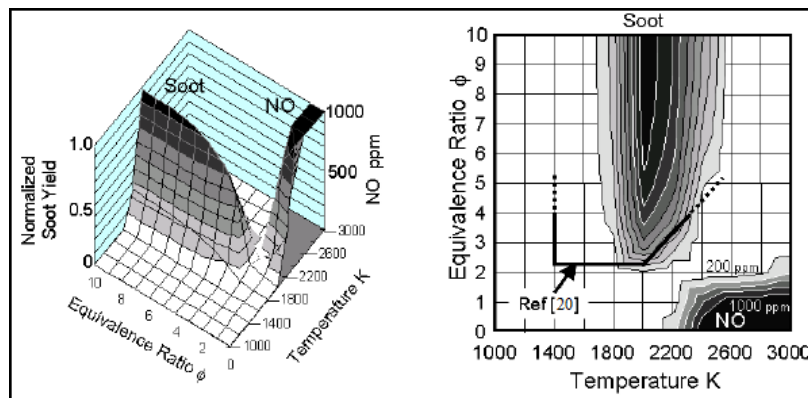 Soot
NO
1000
500
NO ppm
1.0
0.5
0
Normalized
Soot Yield
10
8
6
4
2
0
Equivalence Ratio ϕ
3000
2600
2200
1800
1400
1000
Temperature K
Soot
10
9
8
7
6
5
4
3
2
1
0
Equivalence Ratio ϕ
Ref [20]
200 ppm
1000 ppm
NO
1000 1400 1800 2200 2600 3000
Temperature K